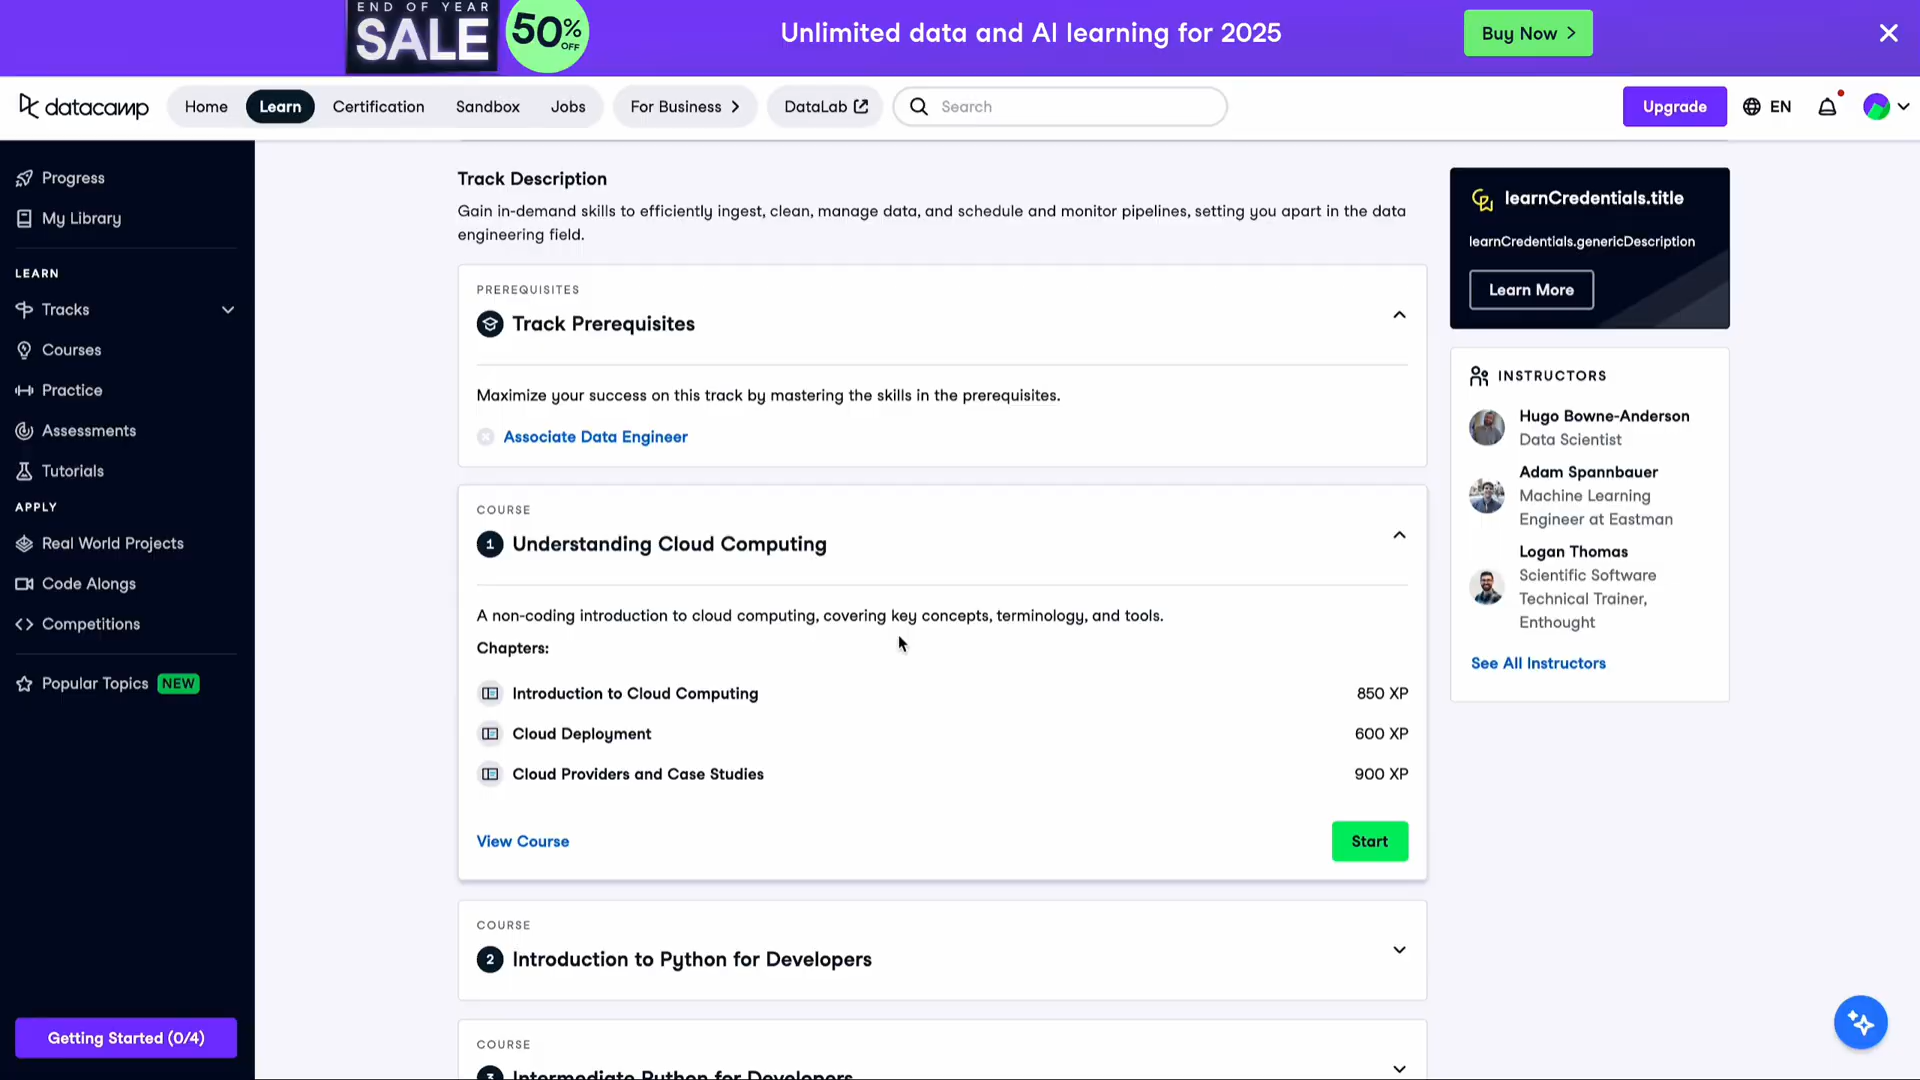 END OF YEAR
SALE
50%
OFF
Unlimited data and AI learning for 2025
Buy Now
datacamp
Home
Learn
Certification
Sandbox
Jobs
For Business
DataLab
Search
Upgrade
EN
Progress
My Library
LEARN
Tracks
Courses
Practice
Assessments
Tutorials
APPLY
Real World Projects
Code Alongs
Competitions
Popular Topics NEW
Getting Started (0/4)
Track Description
Gain in-demand skills to efficiently ingest, clean, manage data, and schedule and monitor pipelines, setting you apart in the data
engineering field.
PREREQUISITES
Track Prerequisites
Maximize your success on this track by mastering the skills in the prerequisites.
Associate Data Engineer
COURSE
1 Understanding Cloud Computing
A non-coding introduction to cloud computing, covering key concepts, terminology, and tools.
Chapters:
Introduction to Cloud Computing 850 XP
Cloud Deployment 600 XP
Cloud Providers and Case Studies 900 XP
View Course
Start
COURSE
2 Introduction to Python for Developers
COURSE
3 Intermediate Python for Developers
learnCredentials.title
learnCredentials.genericDescription
Learn More
INSTRUCTORS
Hugo Bowne-Anderson
Data Scientist
Adam Spannbauer
Machine Learning
Engineer at Eastman
Logan Thomas
Scientific Software
Technical Trainer,
Enthought
See All Instructors